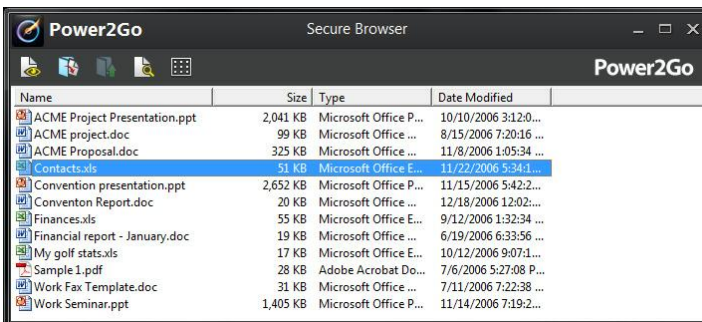 Power2Go Secure Browser
Power2Go
Name Size Type Date Modified
ACME Project Presentation.ppt 2,041 KB Microsoft Office P... 10/10/2006 3:12:0...
ACME project.doc 99 KB Microsoft Office ... 8/15/2006 7:20:16 ...
ACME Proposal.doc 325 KB Microsoft Office ... 11/8/2006 1:05:34 ...
Contacts.xls 51 KB Microsoft Office E... 11/22/2006 5:34:1...
Convention presentation.ppt 2,652 KB Microsoft Office P... 11/15/2006 5:42:2...
Conventon Report.doc 20 KB Microsoft Office ... 12/18/2006 12:02:...
Finances.xls 55 KB Microsoft Office E... 9/12/2006 1:32:34 ...
Financial report - January.doc 19 KB Microsoft Office ... 6/19/2006 6:33:56 ...
My golf stats.xls 17 KB Microsoft Office E... 10/12/2006 9:07:1...
Sample 1.pdf 28 KB Adobe Acrobat Do... 7/6/2006 5:27:08 P...
Work Fax Template.doc 31 KB Microsoft Office ... 7/11/2006 7:22:38 ...
Work Seminar.ppt 1,405 KB Microsoft Office P... 11/14/2006 7:19:2...